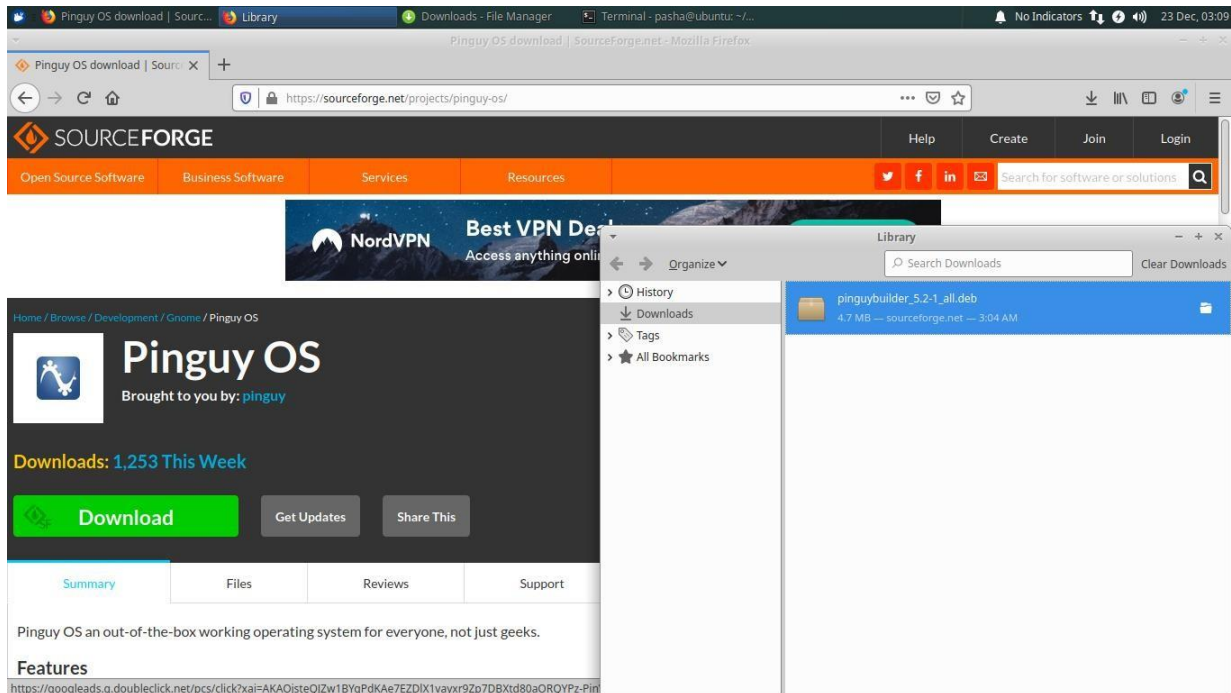 Pinguy OS download | Sourc...
Library
Downloads - File Manager
Terminal - pasha@ubuntu: ~/...
No Indicators
23 Dec, 03:09
Pinguy OS download | SourceForge.net - Mozilla Firefox
Pinguy OS download | Sourc
https://sourceforge.net/projects/pinguy-os/
SOURCEFORGE
Help
Create
Join
Login
Open Source Software
Business Software
Services
Resources
Search for software or solutions
NordVPN
Best VPN Dea
Access anything onli
Library
Organize
Search Downloads
Clear Downloads
History
Downloads
Tags
All Bookmarks
pinguybuilder_5.2-1_all.deb
4.7 MB — sourceforge.net — 3:04 AM
Home / Browse / Development / Gnome / Pinguy OS
Pinguy OS
Brought to you by: pinguy
Downloads: 1,253 This Week
Download
Get Updates
Share This
Summary
Files
Reviews
Support
Pinguy OS an out-of-the-box working operating system for everyone, not just geeks.
Features